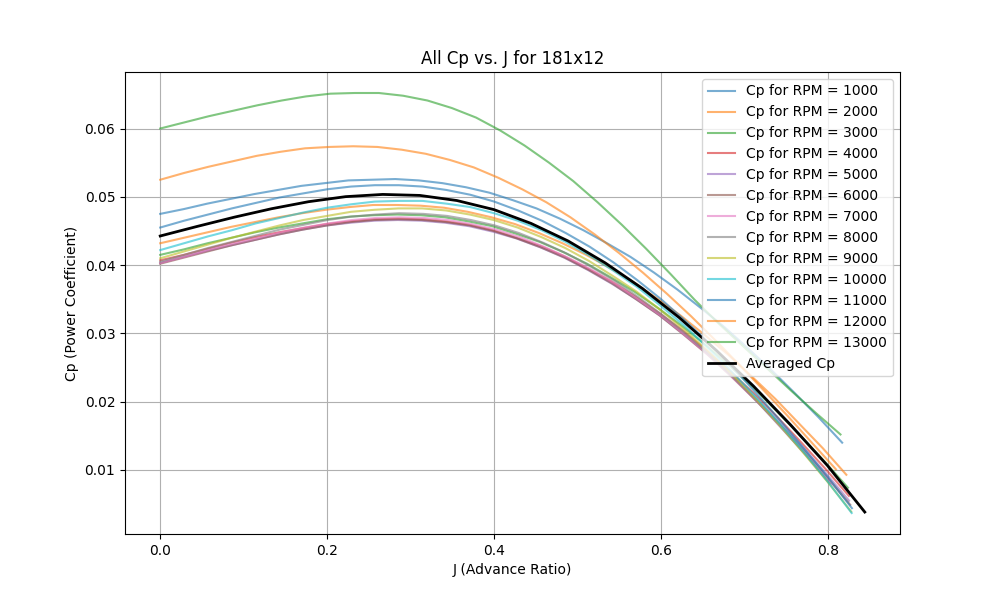 All Cp vs. J for 181x12
Cp (Power Coefficient)
0.06
0.05
0.04
0.03
0.02
0.01
0.0
0.2
0.4
0.6
0.8
J (Advance Ratio)
Cp for RPM = 1000
Cp for RPM = 2000
Cp for RPM = 3000
Cp for RPM = 4000
Cp for RPM = 5000
Cp for RPM = 6000
Cp for RPM = 7000
Cp for RPM = 8000
Cp for RPM = 9000
Cp for RPM = 10000
Cp for RPM = 11000
Cp for RPM = 12000
Cp for RPM = 13000
Averaged Cp